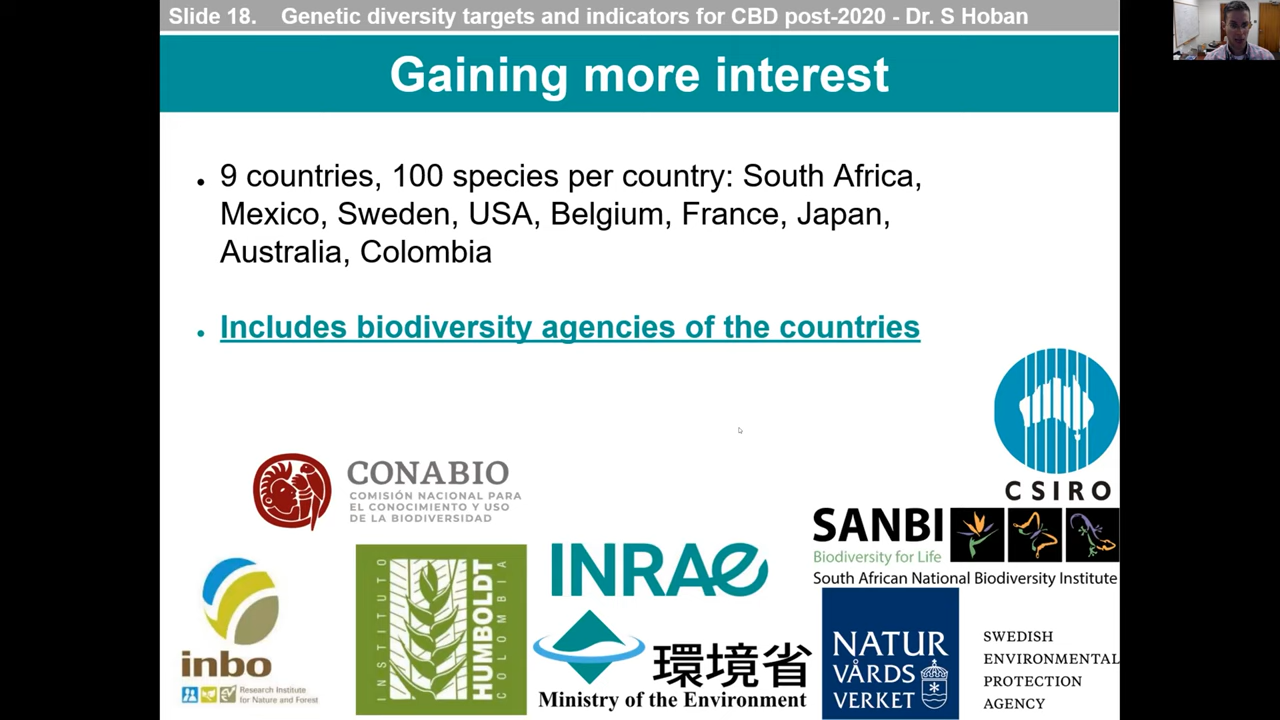 Slide 18. Genetic diversity targets and indicators for CBD post-2020 - Dr. S Hoban
Gaining more interest
• 9 countries, 100 species per country: South Africa,
Mexico, Sweden, USA, Belgium, France, Japan,
Australia, Colombia
• Includes biodiversity agencies of the countries
CSIRO
CONABIO
COMISIÓN NACIONAL PARA
EL CONOCIMIENTO Y USO
DE LA BIODIVERSIDAD
SANBI
Biodiversity for Life
South African National Biodiversity Institute
inbo
Research Institute
for Nature and Forest
INSTITUTO
HUMBOLDT
COLOMBIA
INRAE
環境省
Ministry of the Environment
NATUR
VÅRDS
VERKET
SWEDISH
ENVIRONMENTAL
PROTECTION
AGENCY